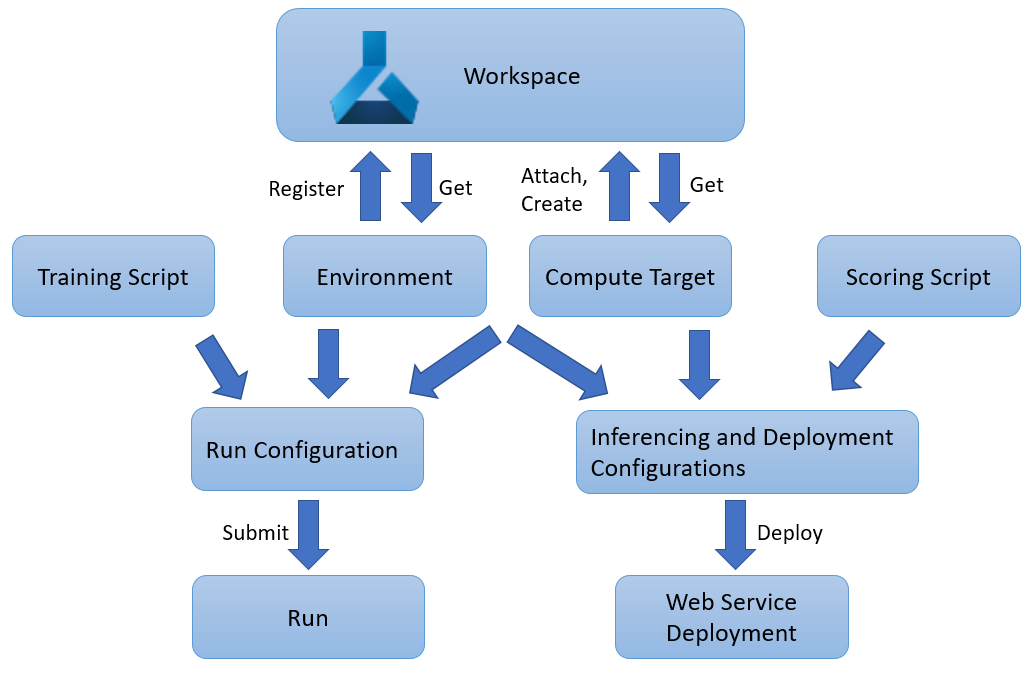 Workspace
Register
Get
Attach,
Create
Get
Training Script
Environment
Compute Target
Scoring Script
Run Configuration
Inferencing and Deployment
Configurations
Submit
Deploy
Run
Web Service
Deployment